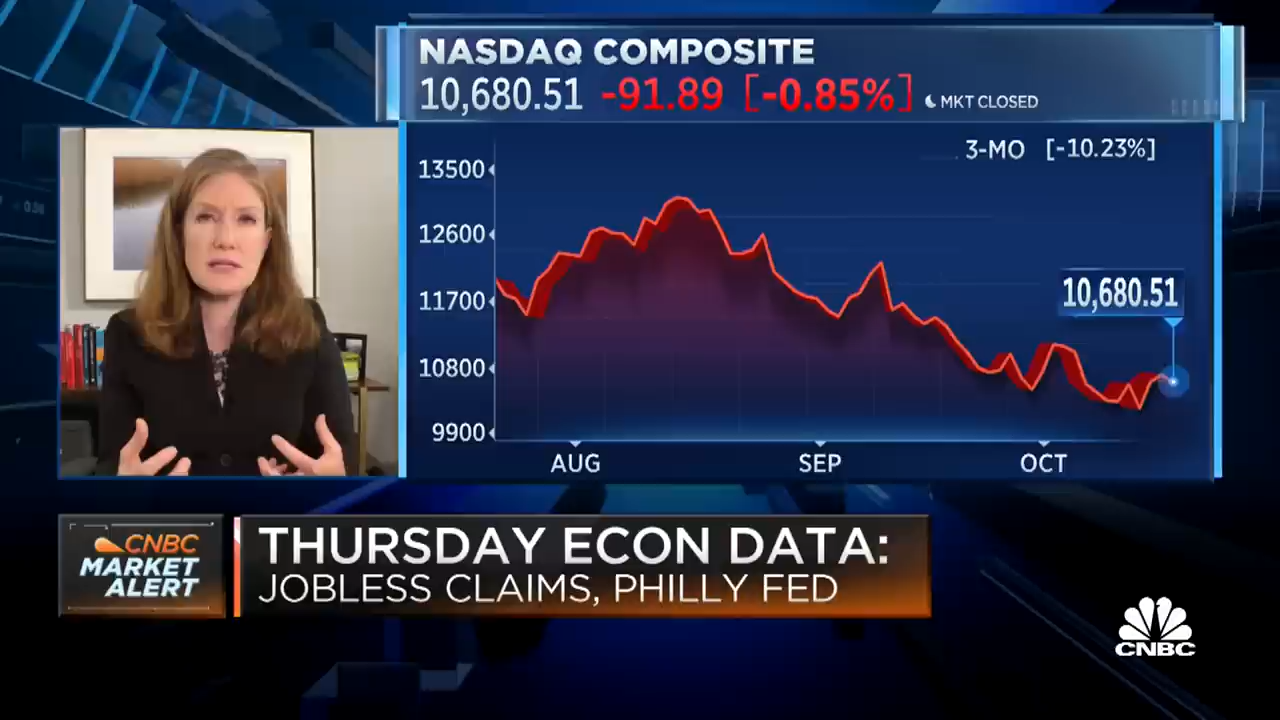 NASDAQ COMPOSITE
10,680.51 -91.89 [-0.85%] MKT CLOSED
3-MO [-10.23%]
13500
12600
11700
10800
9900
10,680.51
AUG SEP OCT
CNBC
MARKET
ALERT
THURSDAY ECON DATA:
JOBLESS CLAIMS, PHILLY FED
CNBC